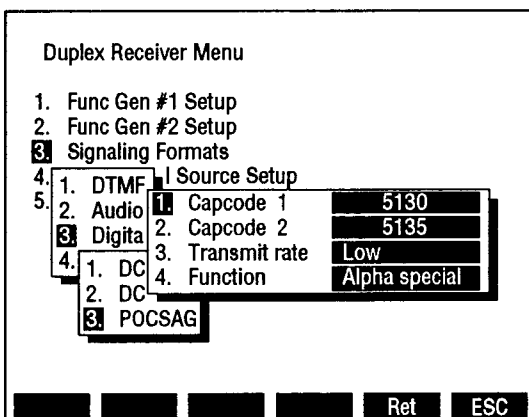 Duplex Receiver Menu
1. Func Gen #1 Setup
2. Func Gen #2 Setup
3. Signaling Formats
4. l Source Setup
5.
1. DTMF
2. Audio
3. Digita
4.
1. DC
2. DC
3. POCSAG
1. Capcode 1 5130
2. Capcode 2 5135
3. Transmit rate Low
4. Function Alpha special
Ret ESC